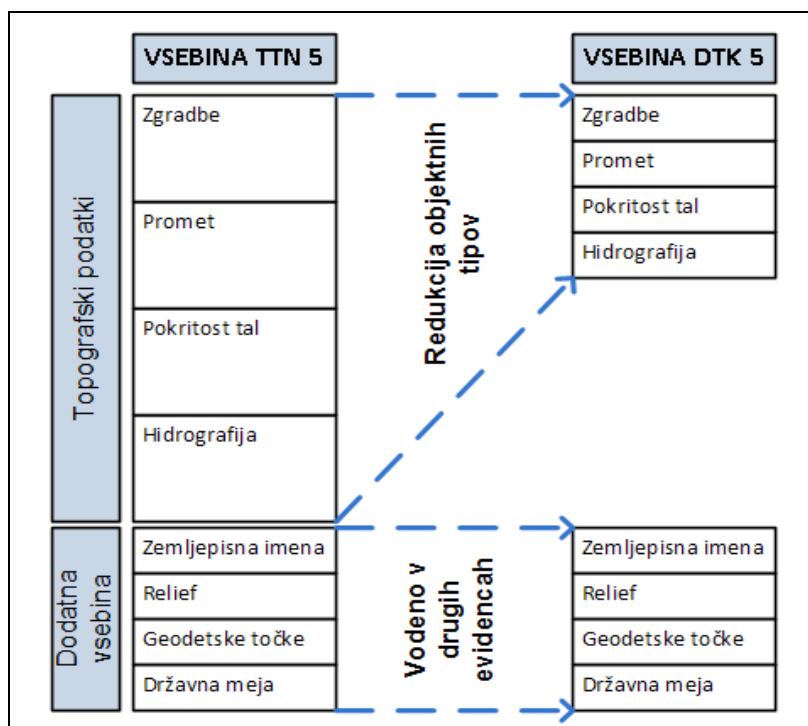 VSEBINA TTN 5
VSEBINA DTK 5
Topografski podatki
Zgradbe
Promet
Pokritost tal
Hidrografija
Redukcija objektnih
tipov
Zgradbe
Promet
Pokritost tal
Hidrografija
Dodatna
vsebina
Zemljepisna imena
Relief
Geodetske točke
Državna meja
Vodeno v
drugih
evidencah
Zemljepisna imena
Relief
Geodetske točke
Državna meja